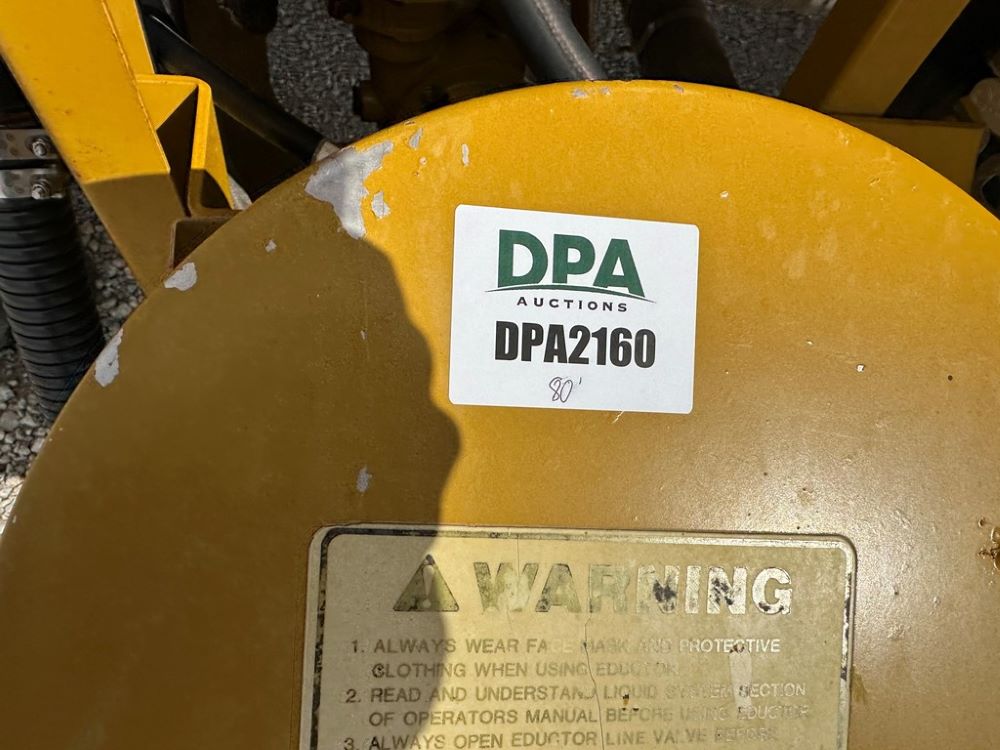 DPA
AUCTIONS
DPA2160
80'
WARNING
1. ALWAYS WEAR FACE MASK AND PROTECTIVE
CLOTHING WHEN USING EDUCTOR.
2. READ AND UNDERSTAND LIQUID SYSTEM SECTION
OF OPERATORS MANUAL BEFORE USING EDUCTOR
3. ALWAYS OPEN EDUCTOR LINE VALVE BEFORE